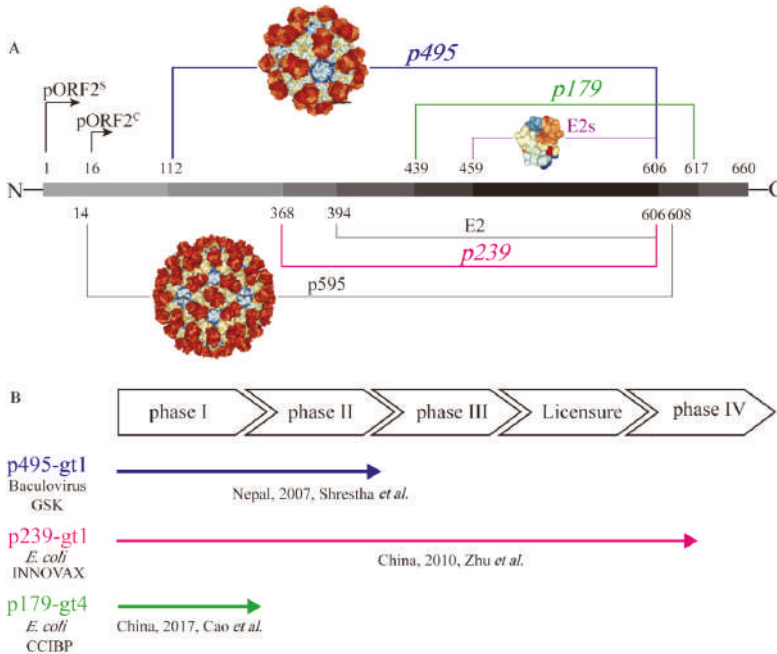 A
p495
pORF2S
p179
pORF2C
E2s
1 16 112 439 459 606 617 660
N C
14 368 394 606 608
E2
p239
p595
B
phase I phase II phase III Licensure phase IV
p495-gt1
Baculovirus
GSK
Nepal, 2007, Shrestha et al.
p239-gt1
E. coli
INNOVAX
China, 2010, Zhu et al.
p179-gt4
E. coli
CCIBP
China, 2017, Cao et al.